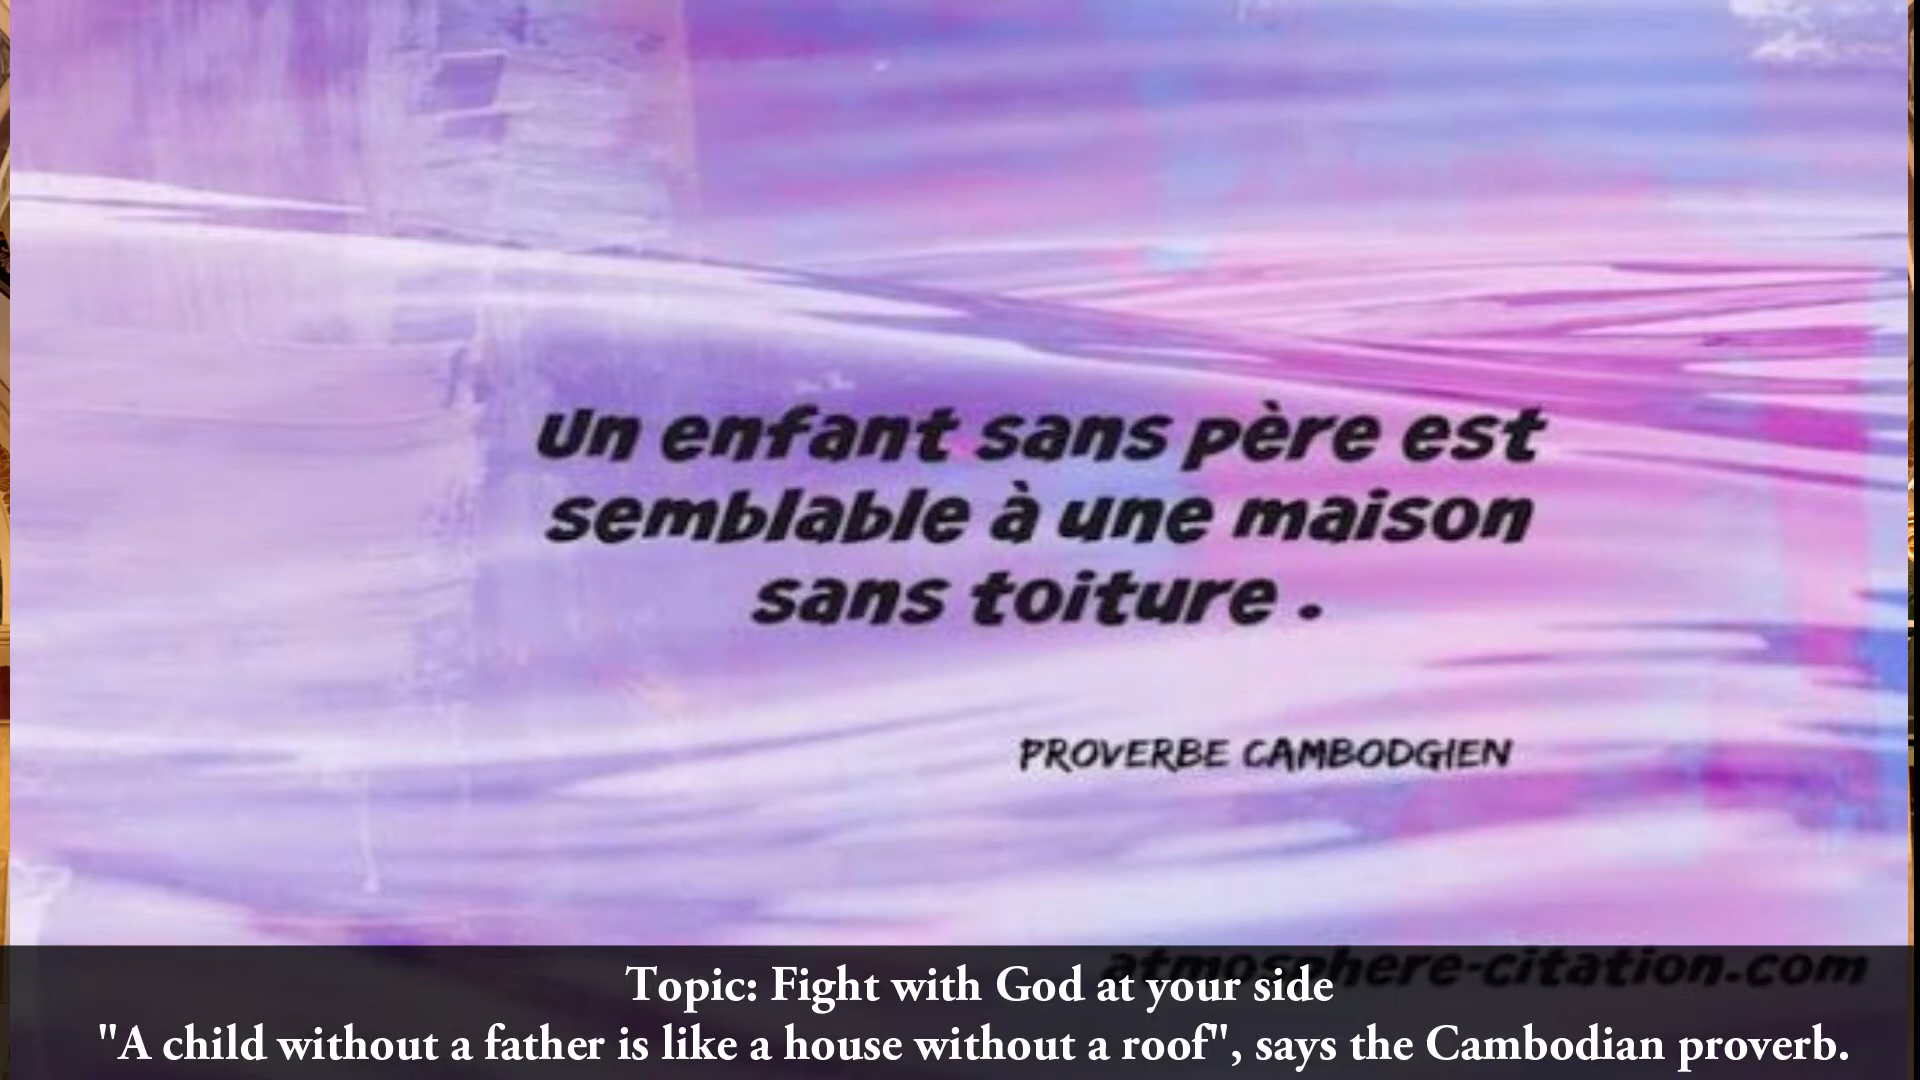 Un enfant sans père est
semblable à une maison
sans toiture .
PROVERBE CAMBODGIEN
atmosphere-citation.com
Topic: Fight with God at your side
"A child without a father is like a house without a roof", says the Cambodian proverb.